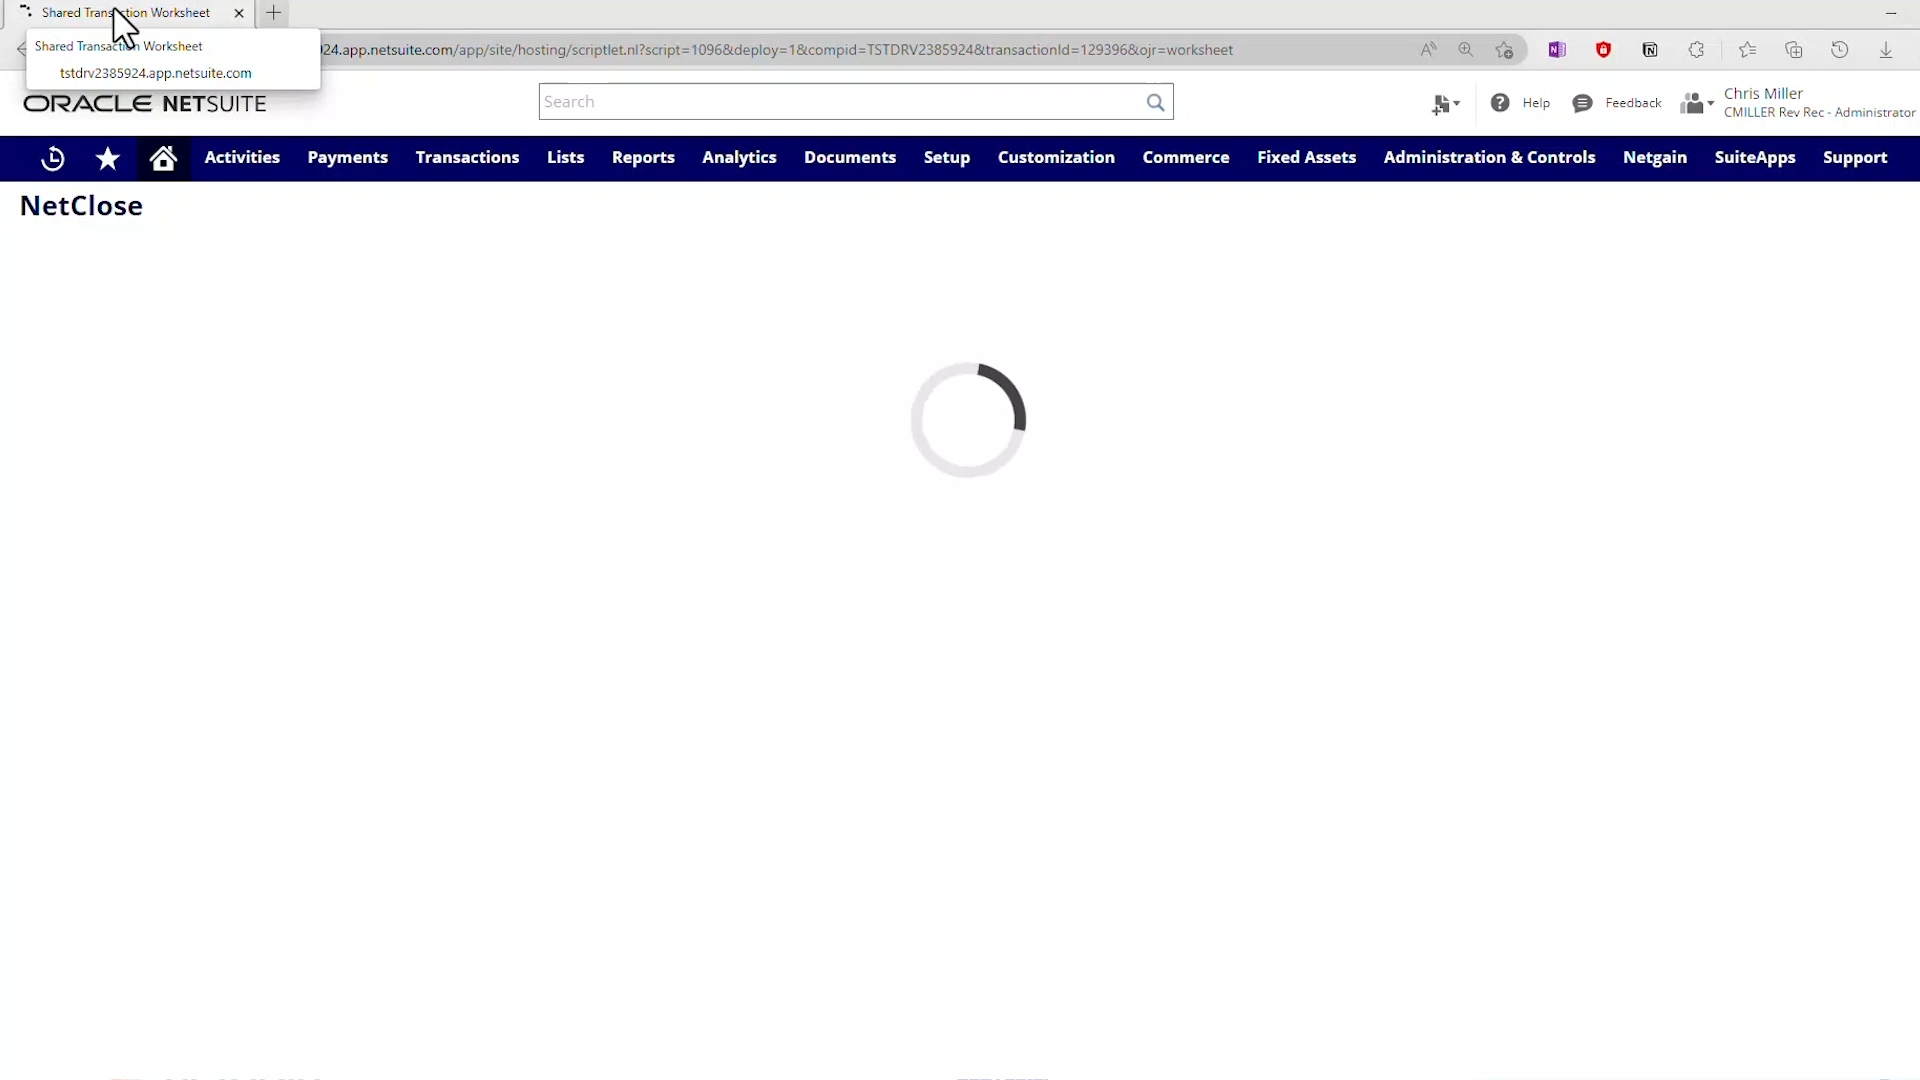 Shared Transaction Worksheet
Shared Transaction Worksheet
24.app.netsuite.com/app/site/hosting/scriptlet.nl?script=1096&deploy=1&compid=TSTDRV2385924&transactionId=129396&ojr=worksheet
tstdrv2385924.app.netsuite.com
ORACLE NETSUITE
Search
Help
Feedback
Chris Miller
CMILLER Rev Rec - Administrator
Activities Payments Transactions Lists Reports Analytics Documents Setup Customization Commerce Fixed Assets Administration & Controls Netgain SuiteApps Support
NetClose